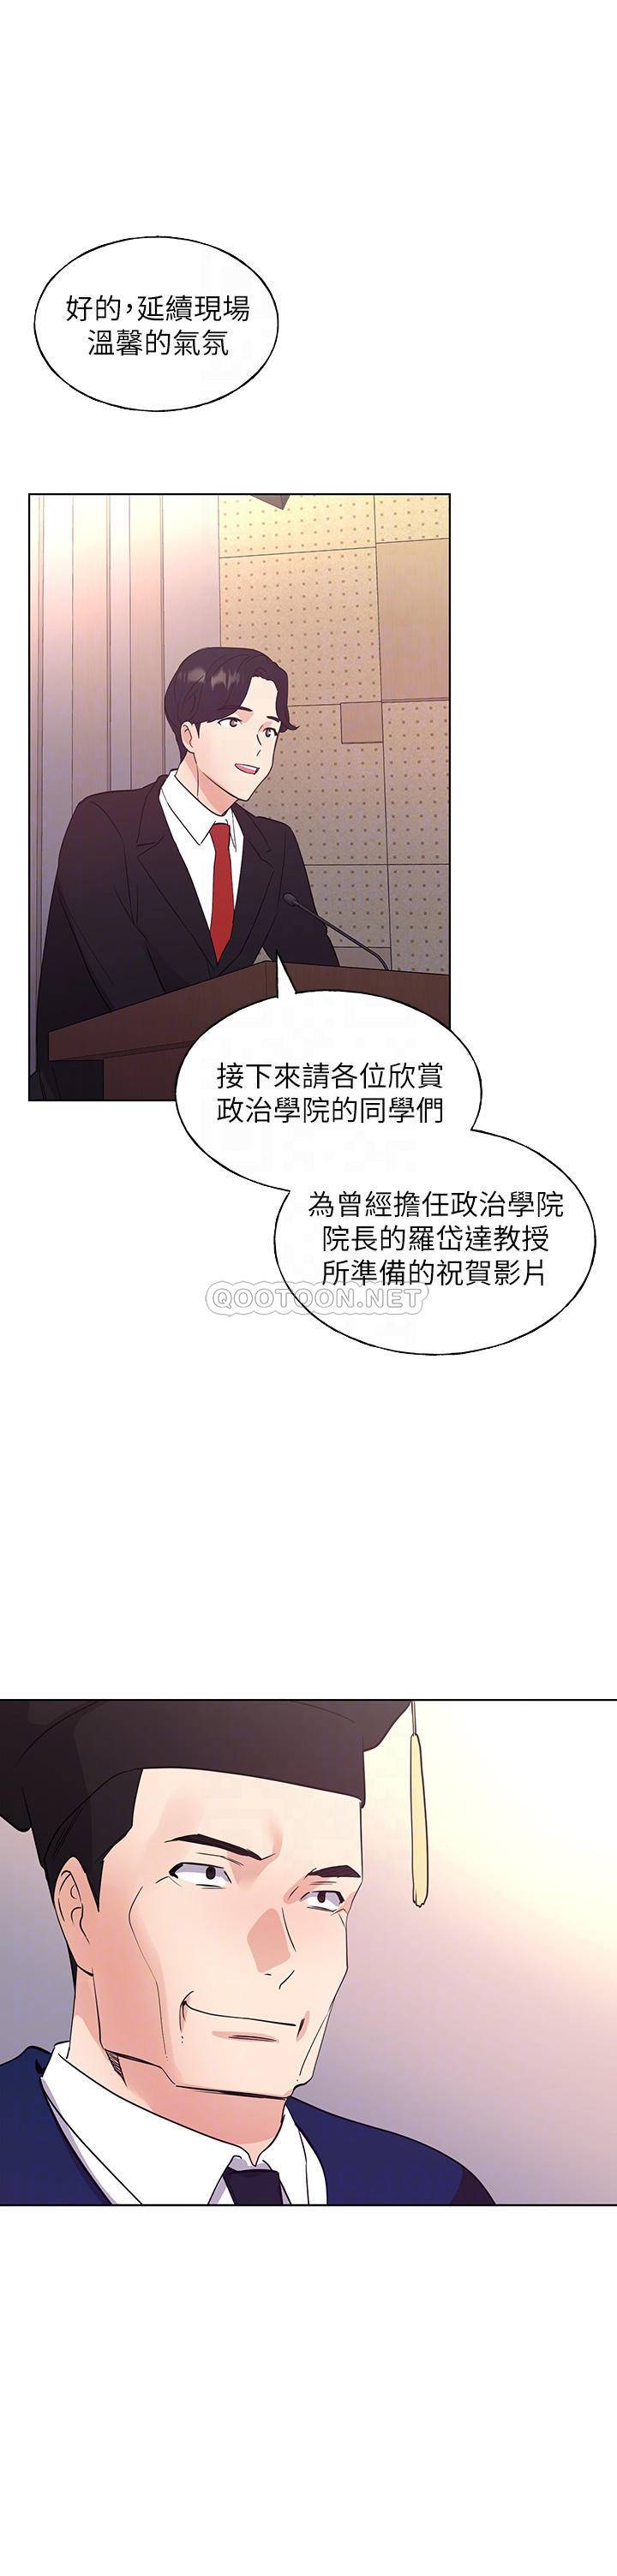 好的,延續現場
溫馨的氣氛
接下來請各位欣賞
政治學院的同學們
為曾經擔任政治學院
院長的羅岱達教授
所準備的祝賀影片
QOOTOON.NET